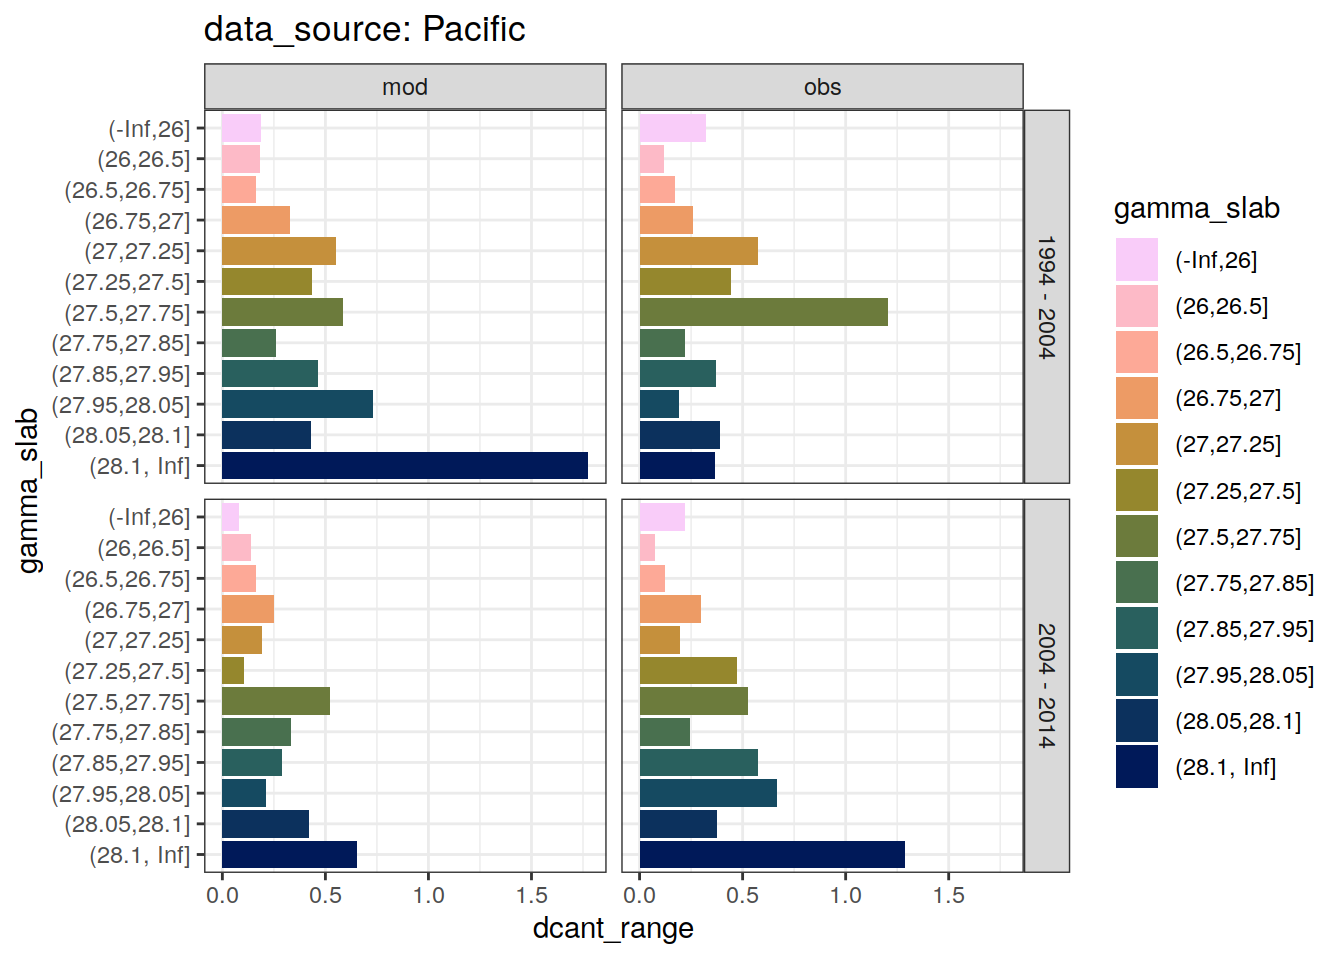 data_source: Pacific
mod
obs
(-Inf,26]
(26,26.5]
(26.5,26.75]
(26.75,27]
(27,27.25]
(27.25,27.5]
(27.5,27.75]
(27.75,27.85]
(27.85,27.95]
(27.95,28.05]
(28.05,28.1]
(28.1, Inf]
1994 - 2004
(-Inf,26]
(26,26.5]
(26.5,26.75]
(26.75,27]
(27,27.25]
(27.25,27.5]
(27.5,27.75]
(27.75,27.85]
(27.85,27.95]
(27.95,28.05]
(28.05,28.1]
(28.1, Inf]
2004 - 2014
gamma_slab
0.0 0.5 1.0 1.5
0.0 0.5 1.0 1.5
dcant_range
gamma_slab
(-Inf,26]
(26,26.5]
(26.5,26.75]
(26.75,27]
(27,27.25]
(27.25,27.5]
(27.5,27.75]
(27.75,27.85]
(27.85,27.95]
(27.95,28.05]
(28.05,28.1]
(28.1, Inf]